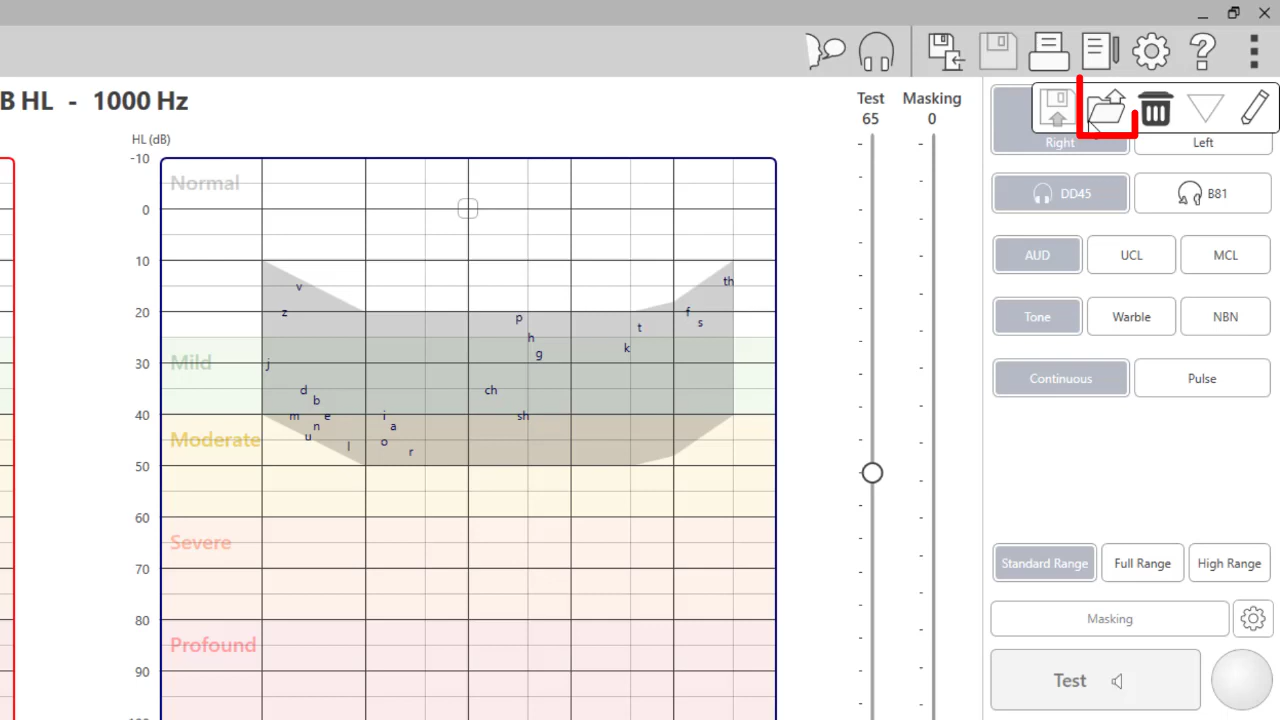 B HL - 1000 Hz
Test
65
Masking
0
HL (dB)
-10
Normal
0
10
th
v
20
z
p
f
s
t
h
k
g
30
Mild
j
d
ch
b
40
m
e
i
sh
n
a
u
Moderate
o
l
r
50
60
Severe
70
80
Profound
90
100
Right
Left
DD45
B81
AUD
UCL
MCL
Tone
Warble
NBN
Continuous
Pulse
Standard Range
Full Range
High Range
Masking
Test